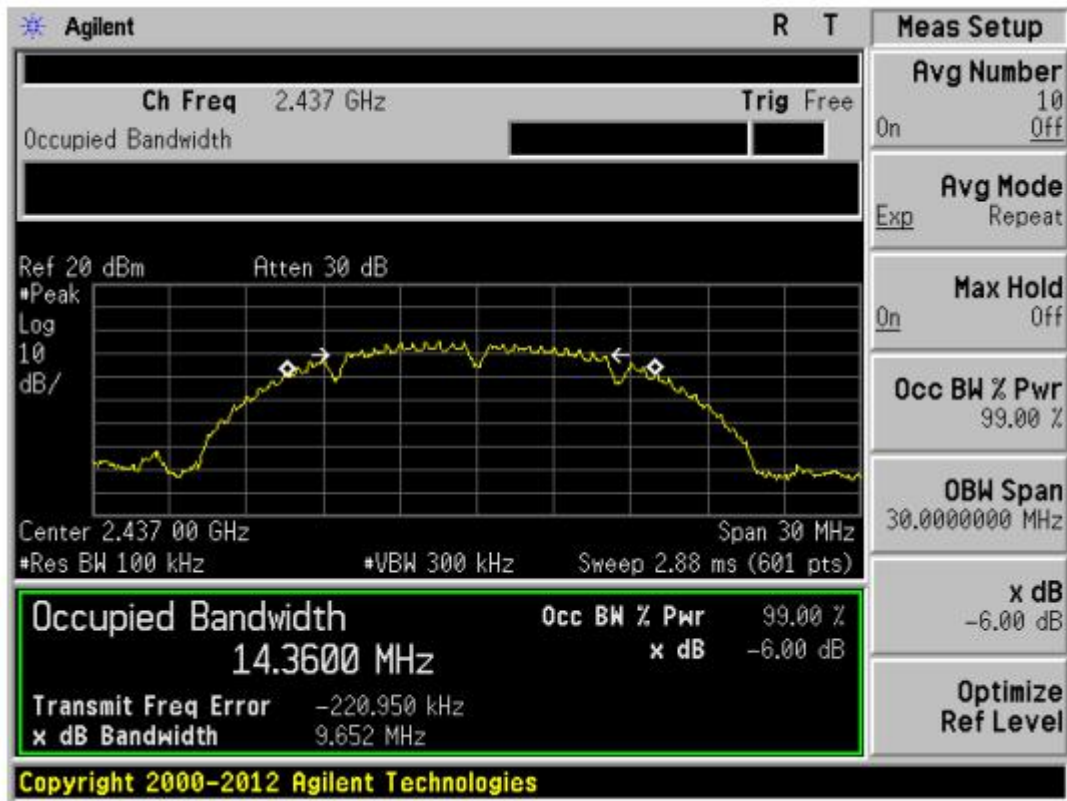 Agilent R T
Ch Freq 2.437 GHz Trig Free
Occupied Bandwidth
Ref 20 dBm Atten 30 dB
#Peak
Log
10
dB/
Center 2.437 00 GHz Span 30 MHz
#Res BW 100 kHz #VBW 300 kHz Sweep 2.88 ms (601 pts)
Occupied Bandwidth
14.3600 MHz
Occ BW % Pwr 99.00 %
x dB -6.00 dB
Transmit Freq Error -220.950 kHz
x dB Bandwidth 9.652 MHz
Copyright 2000-2012 Agilent Technologies
Meas Setup
Avg Number
10
On Off
Avg Mode
Exp Repeat
Max Hold
On Off
Occ BW % Pwr
99.00 %
OBW Span
30.0000000 MHz
x dB
-6.00 dB
Optimize
Ref Level